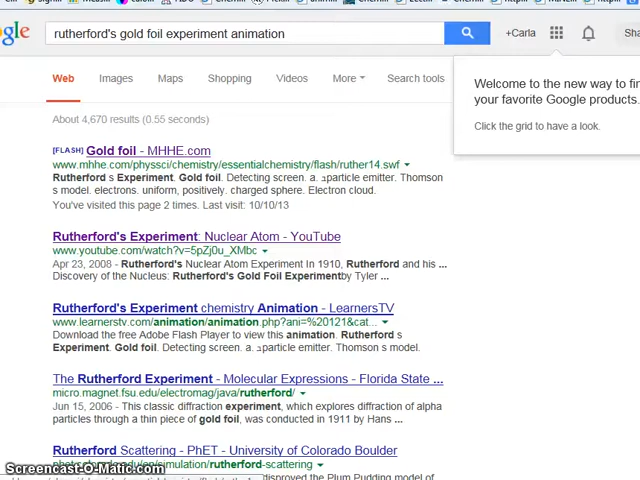 gle rutherford's gold foil experiment animation +Carla Sha
Web Images Maps Shopping Videos More Search tools
Welcome to the new way to fin
your favorite Google products.
Click the grid to have a look.
About 4,670 results (0.55 seconds)
[FLASH] Gold foil - MHHE.com
www.mhhe.com/physsci/chemistry/essentialchemistry/flash/ruther14.swf
Rutherford s Experiment. Gold foil. Detecting screen. a. particle emitter. Thomson
s model. electrons. uniform, positively. charged sphere. Electron cloud.
You've visited this page 2 times. Last visit: 10/10/13
Rutherford's Experiment: Nuclear Atom - YouTube
www.youtube.com/watch?v=5pZj0u_XMbc
Apr 23, 2008 - Rutherford's Nuclear Atom Experiment In 1910, Rutherford and his ...
Discovery of the Nucleus: Rutherford's Gold Foil Experimentby Tyler ...
Rutherford's Experiment chemistry Animation - LearnersTV
www.learnerstv.com/animation/animation.php?ani=%20121&cat...
Download the free Adobe Flash Player to view this animation. Rutherford s
Experiment. Gold foil. Detecting screen. a. particle emitter. Thomson s model.
The Rutherford Experiment - Molecular Expressions - Florida State ...
micro.magnet.fsu.edu/electromag/java/rutherford/
Jun 15, 2006 - This classic diffraction experiment, which explores diffraction of alpha
particles through a thin piece of gold foil, was conducted in 1911 by Hans ...
Rutherford Scattering - PhET - University of Colorado Boulder
/en/simulation/rutherford-scattering
Screencast-O-Matic.com
disproved the Plum Pudding model of